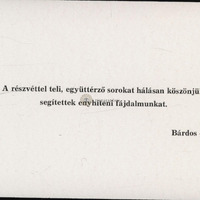 A részvéttel teli, együttérző sorokat hálásan köszönjü
segítettek enyhíteni fájdalmunkat.
Bárdos